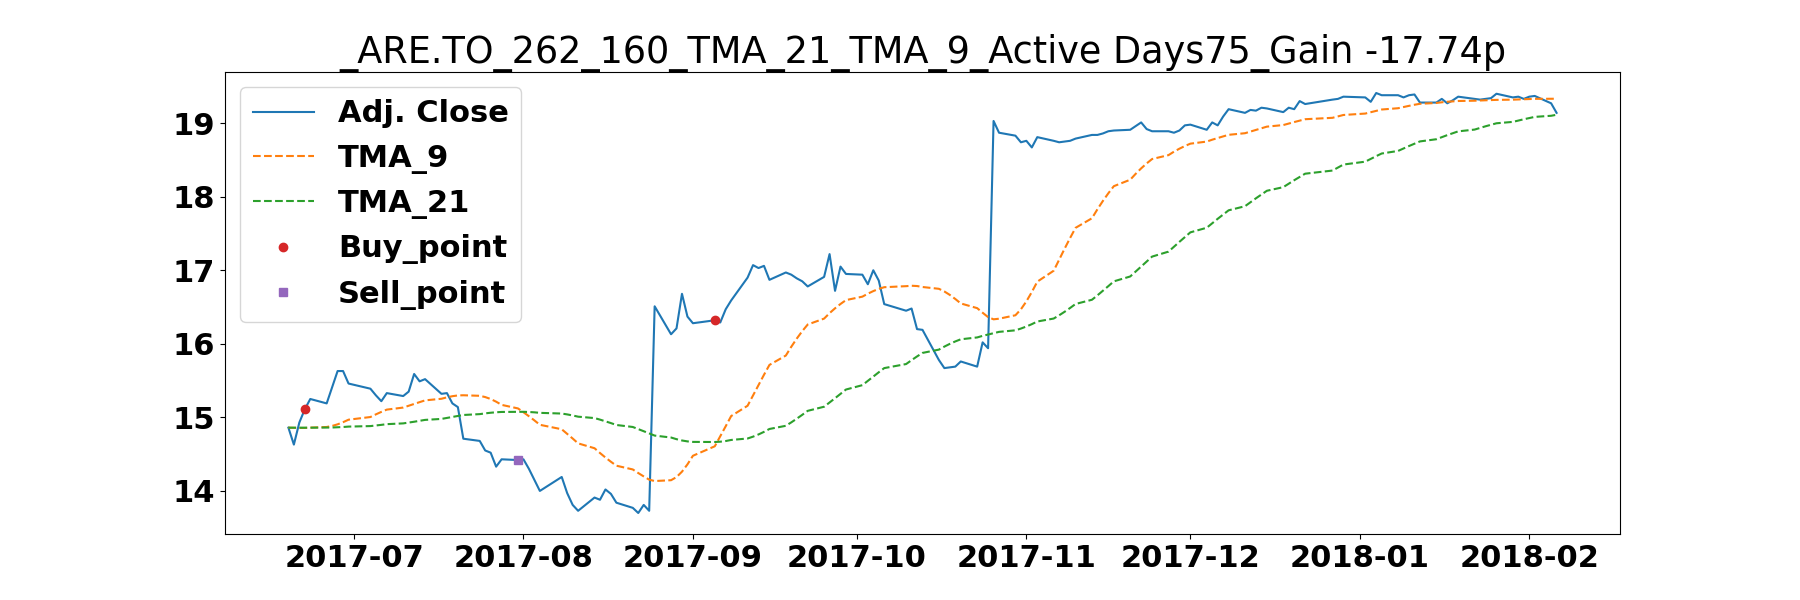 _ARE.TO_262_160_TMA_21_TMA_9_Active Days75_Gain -17.74p
Adj. Close
TMA_9
TMA_21
Buy_point
Sell_point
19
18
17
16
15
14
2017-07 2017-08 2017-09 2017-10 2017-11 2017-12 2018-01 2018-02